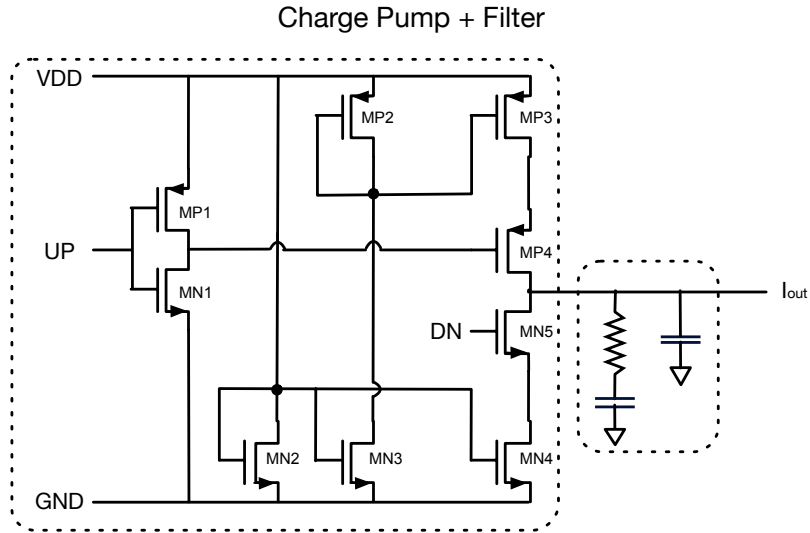 Charge Pump + Filter
VDD
MP2
MP3
MP1
UP
MP4
MN1
Iout
DN
MN5
MN2
MN3
MN4
GND